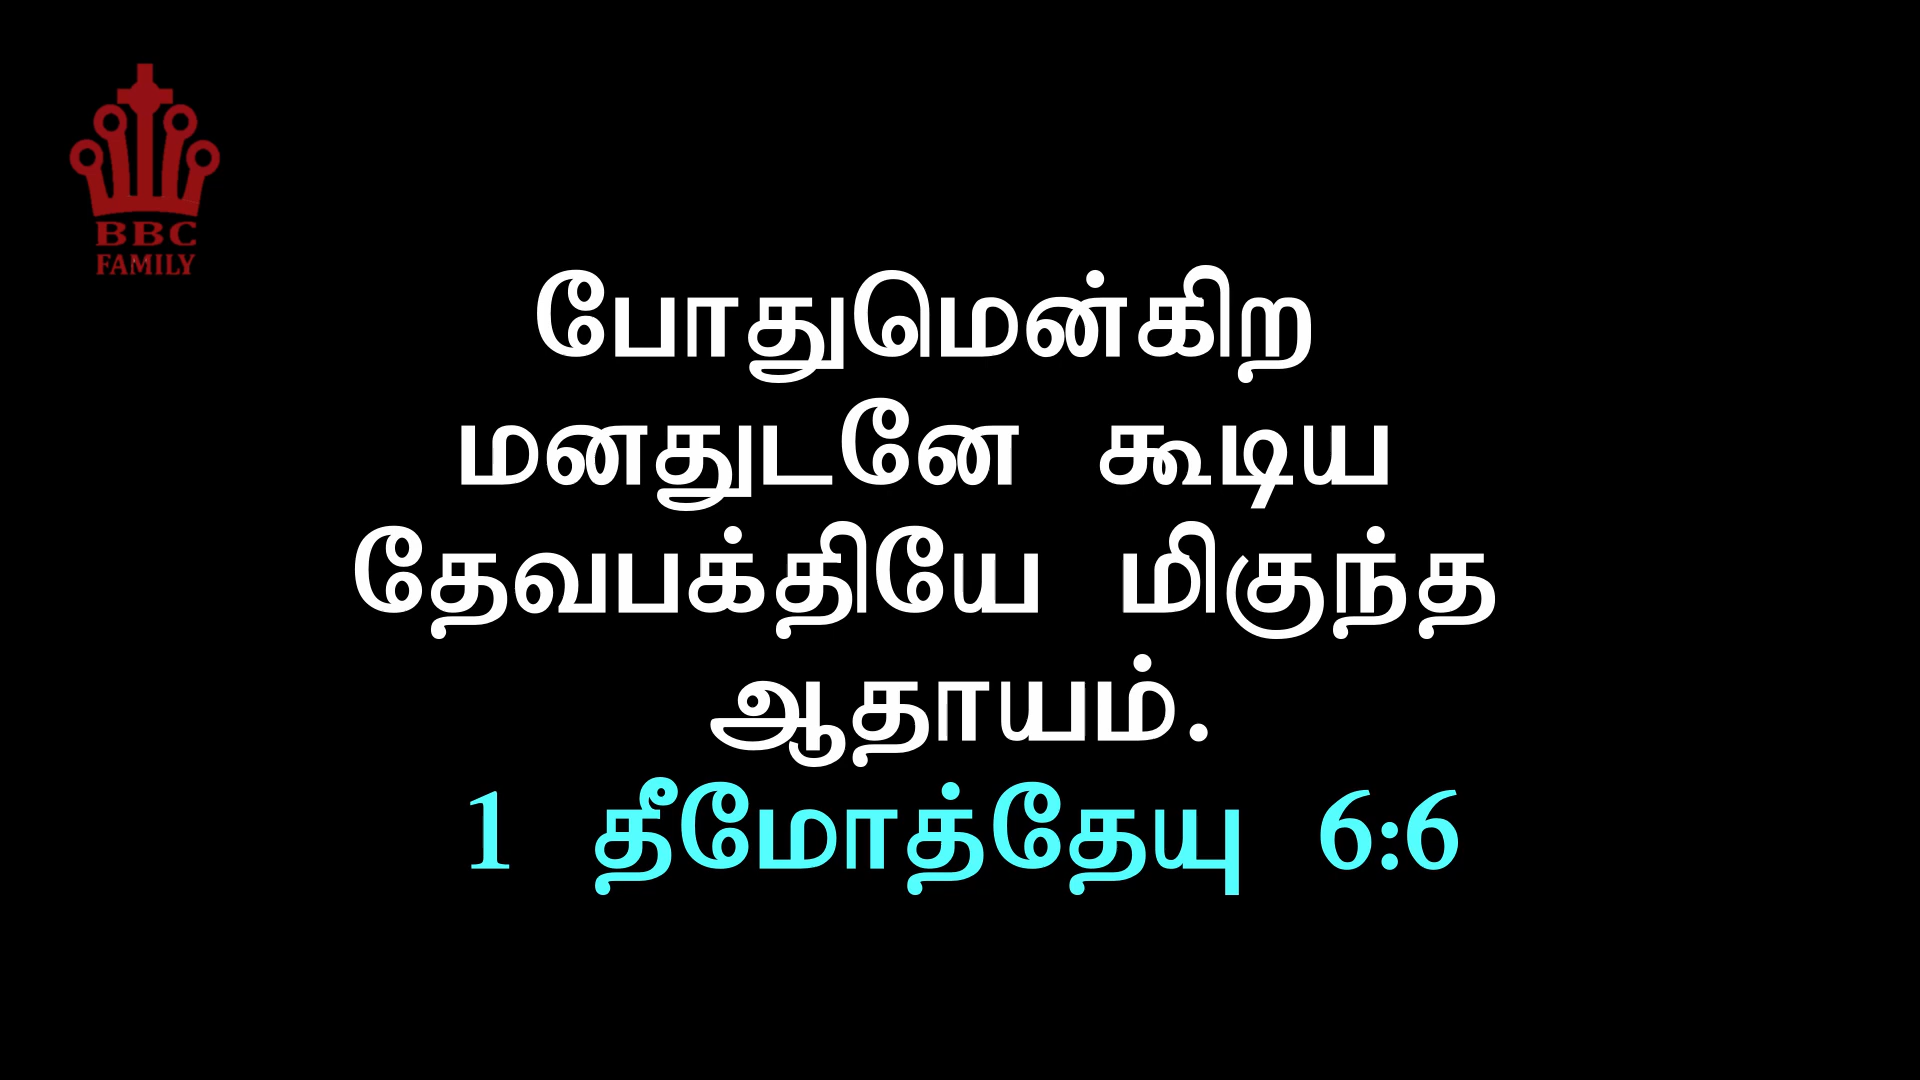 BBC
FAMILY
போதுமென்கிற
மனதுடனே கூடிய
தேவபக்தியே மிகுந்த
ஆதாயம்.
1 தீமோத்தேயு 6:6